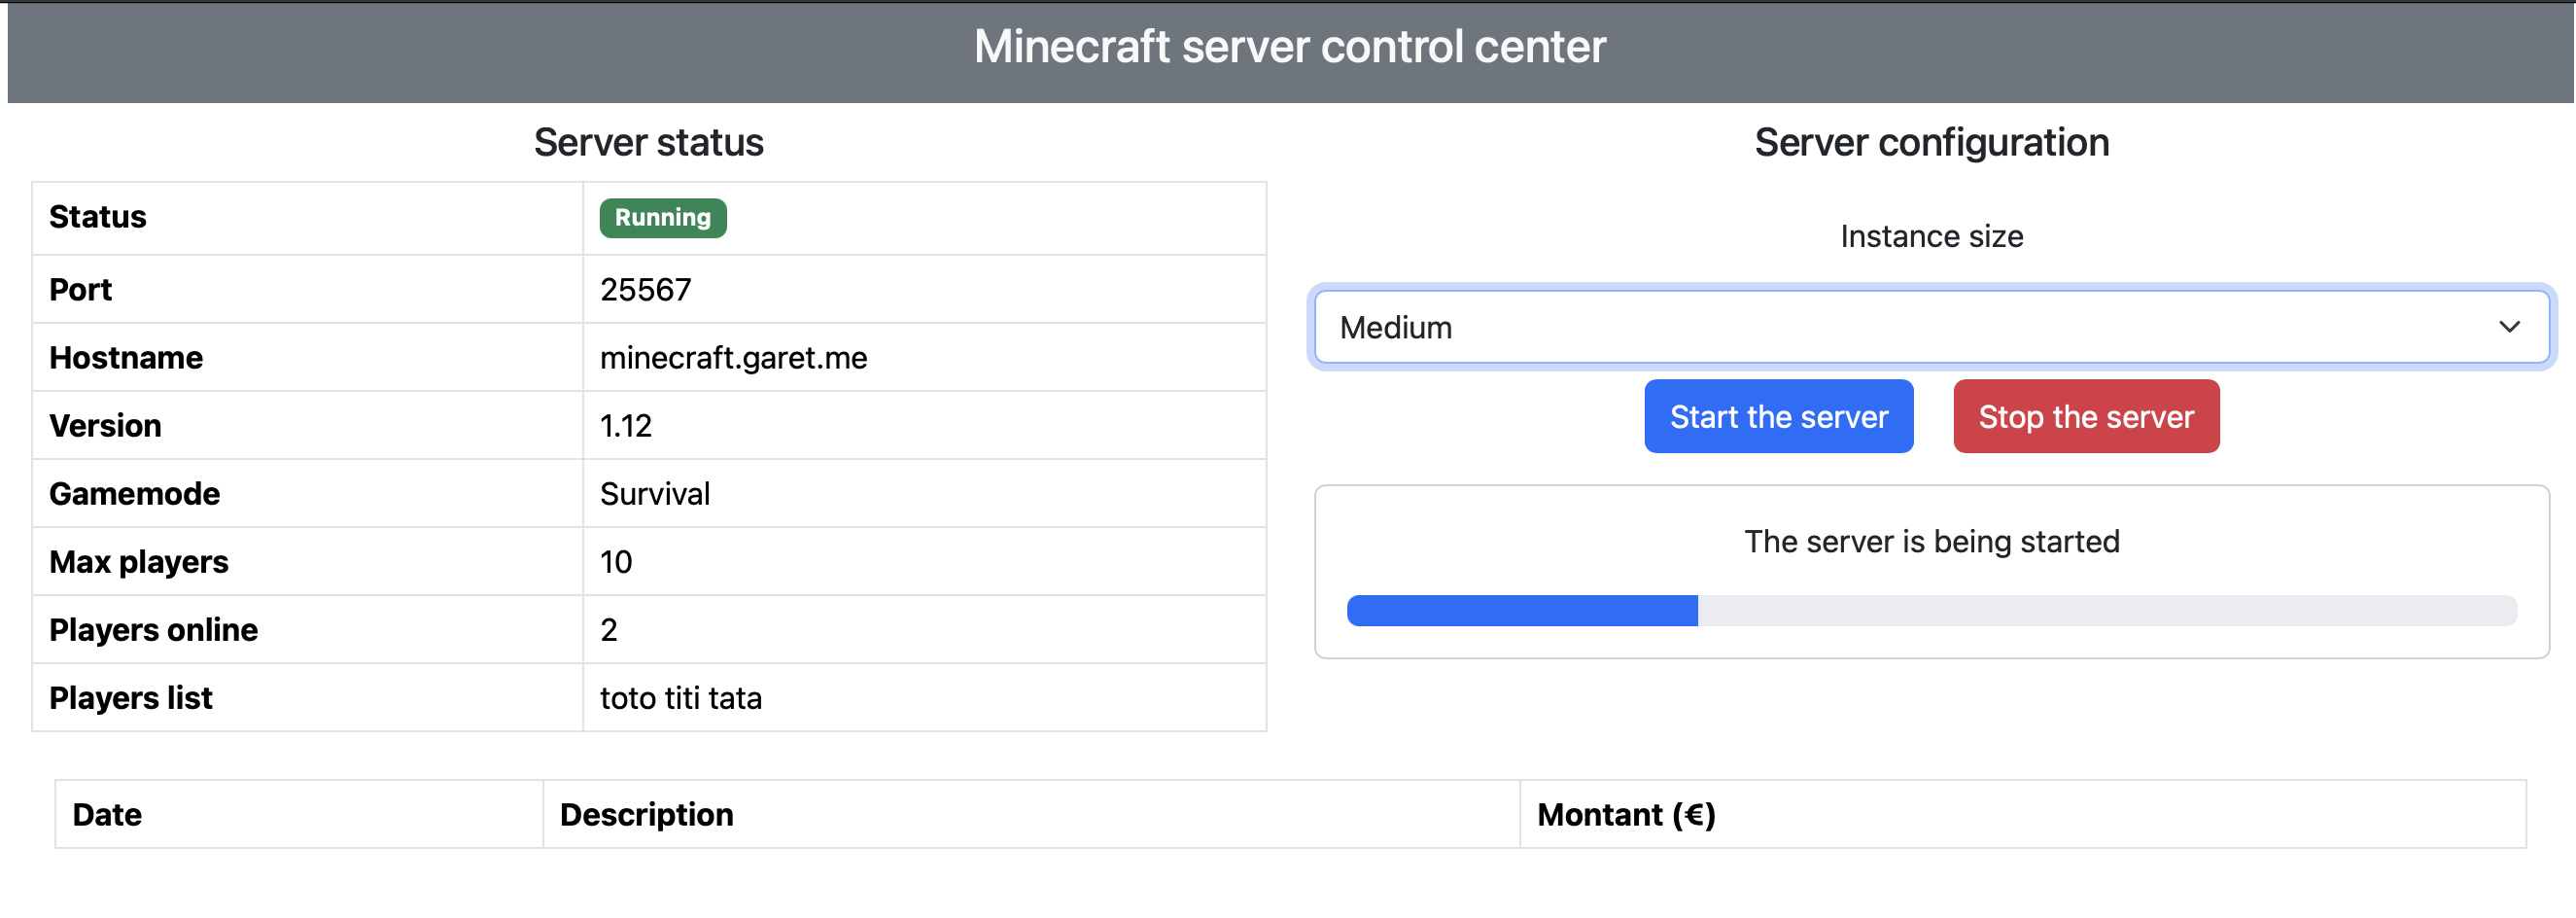 Minecraft server control center
Server status
Status Running
Port 25567
Hostname minecraft.garet.me
Version 1.12
Gamemode Survival
Max players 10
Players online 2
Players list toto titi tata
Server configuration
Instance size
Medium
Start the server Stop the server
The server is being started
Date Description Montant (€)